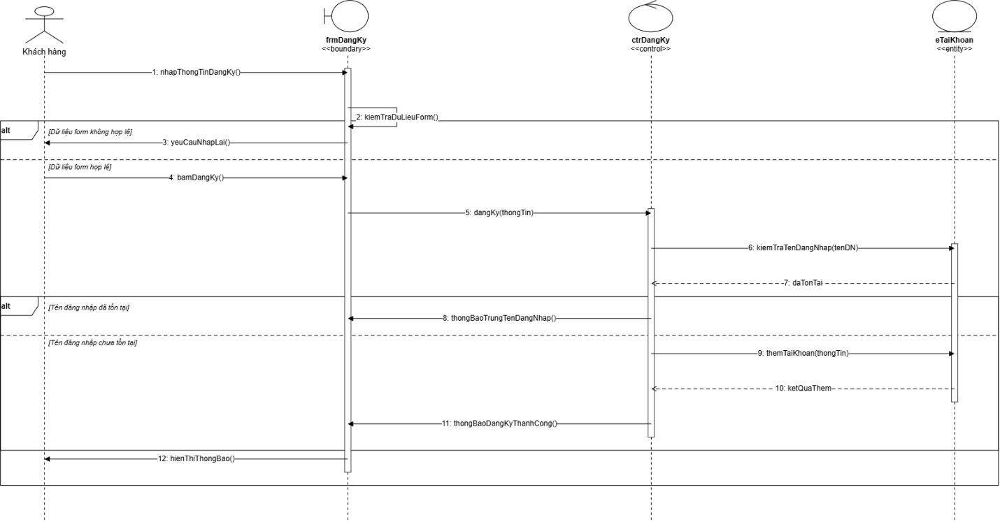 Khách hàng
frmDangKy
<<boundary>>
ctrDangKy
<<control>>
eTaiKhoan
<<entity>>
1: nhapThongTinDangKy()
2: kiemTraDuLieuForm()
alt
[Dữ liệu form không hợp lệ]
3: yeuCauNhapLai()
[Dữ liệu form hợp lệ]
4: bamDangKy()
5: dangKy(thongTin)
6: kiemTraTenDangNhap(tenDN)
7: daTonTai
alt
[Tên đăng nhập đã tồn tại]
8: thongBaoTrungTenDangNhap()
[Tên đăng nhập chưa tồn tại]
9: themTaiKhoan(thongTin)
10: ketQuaThem
11: thongBaoDangKyThanhCong()
12: hienThiThongBao()